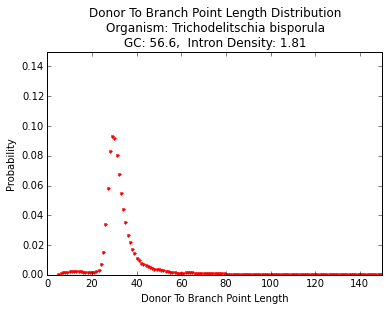 Donor To Branch Point Length Distribution
Organism: Trichodelitschia bisporula
GC: 56.6,  Intron Density: 1.81
0.14
0.12
0.10
0.08
0.06
0.04
0.02
0.00
Probability
0 20 40 60 80 100 120 140
Donor To Branch Point Length